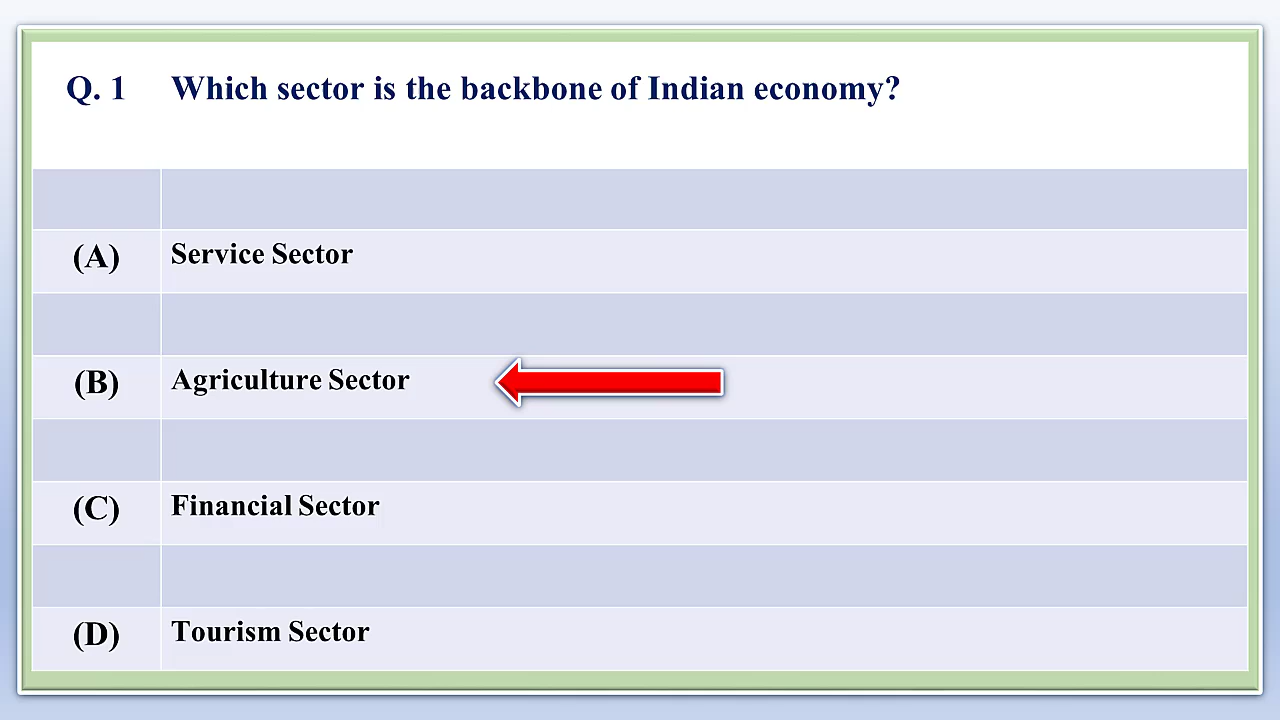 Q. 1 Which sector is the backbone of Indian economy?
(A) Service Sector
(B) Agriculture Sector
(C) Financial Sector
(D) Tourism Sector